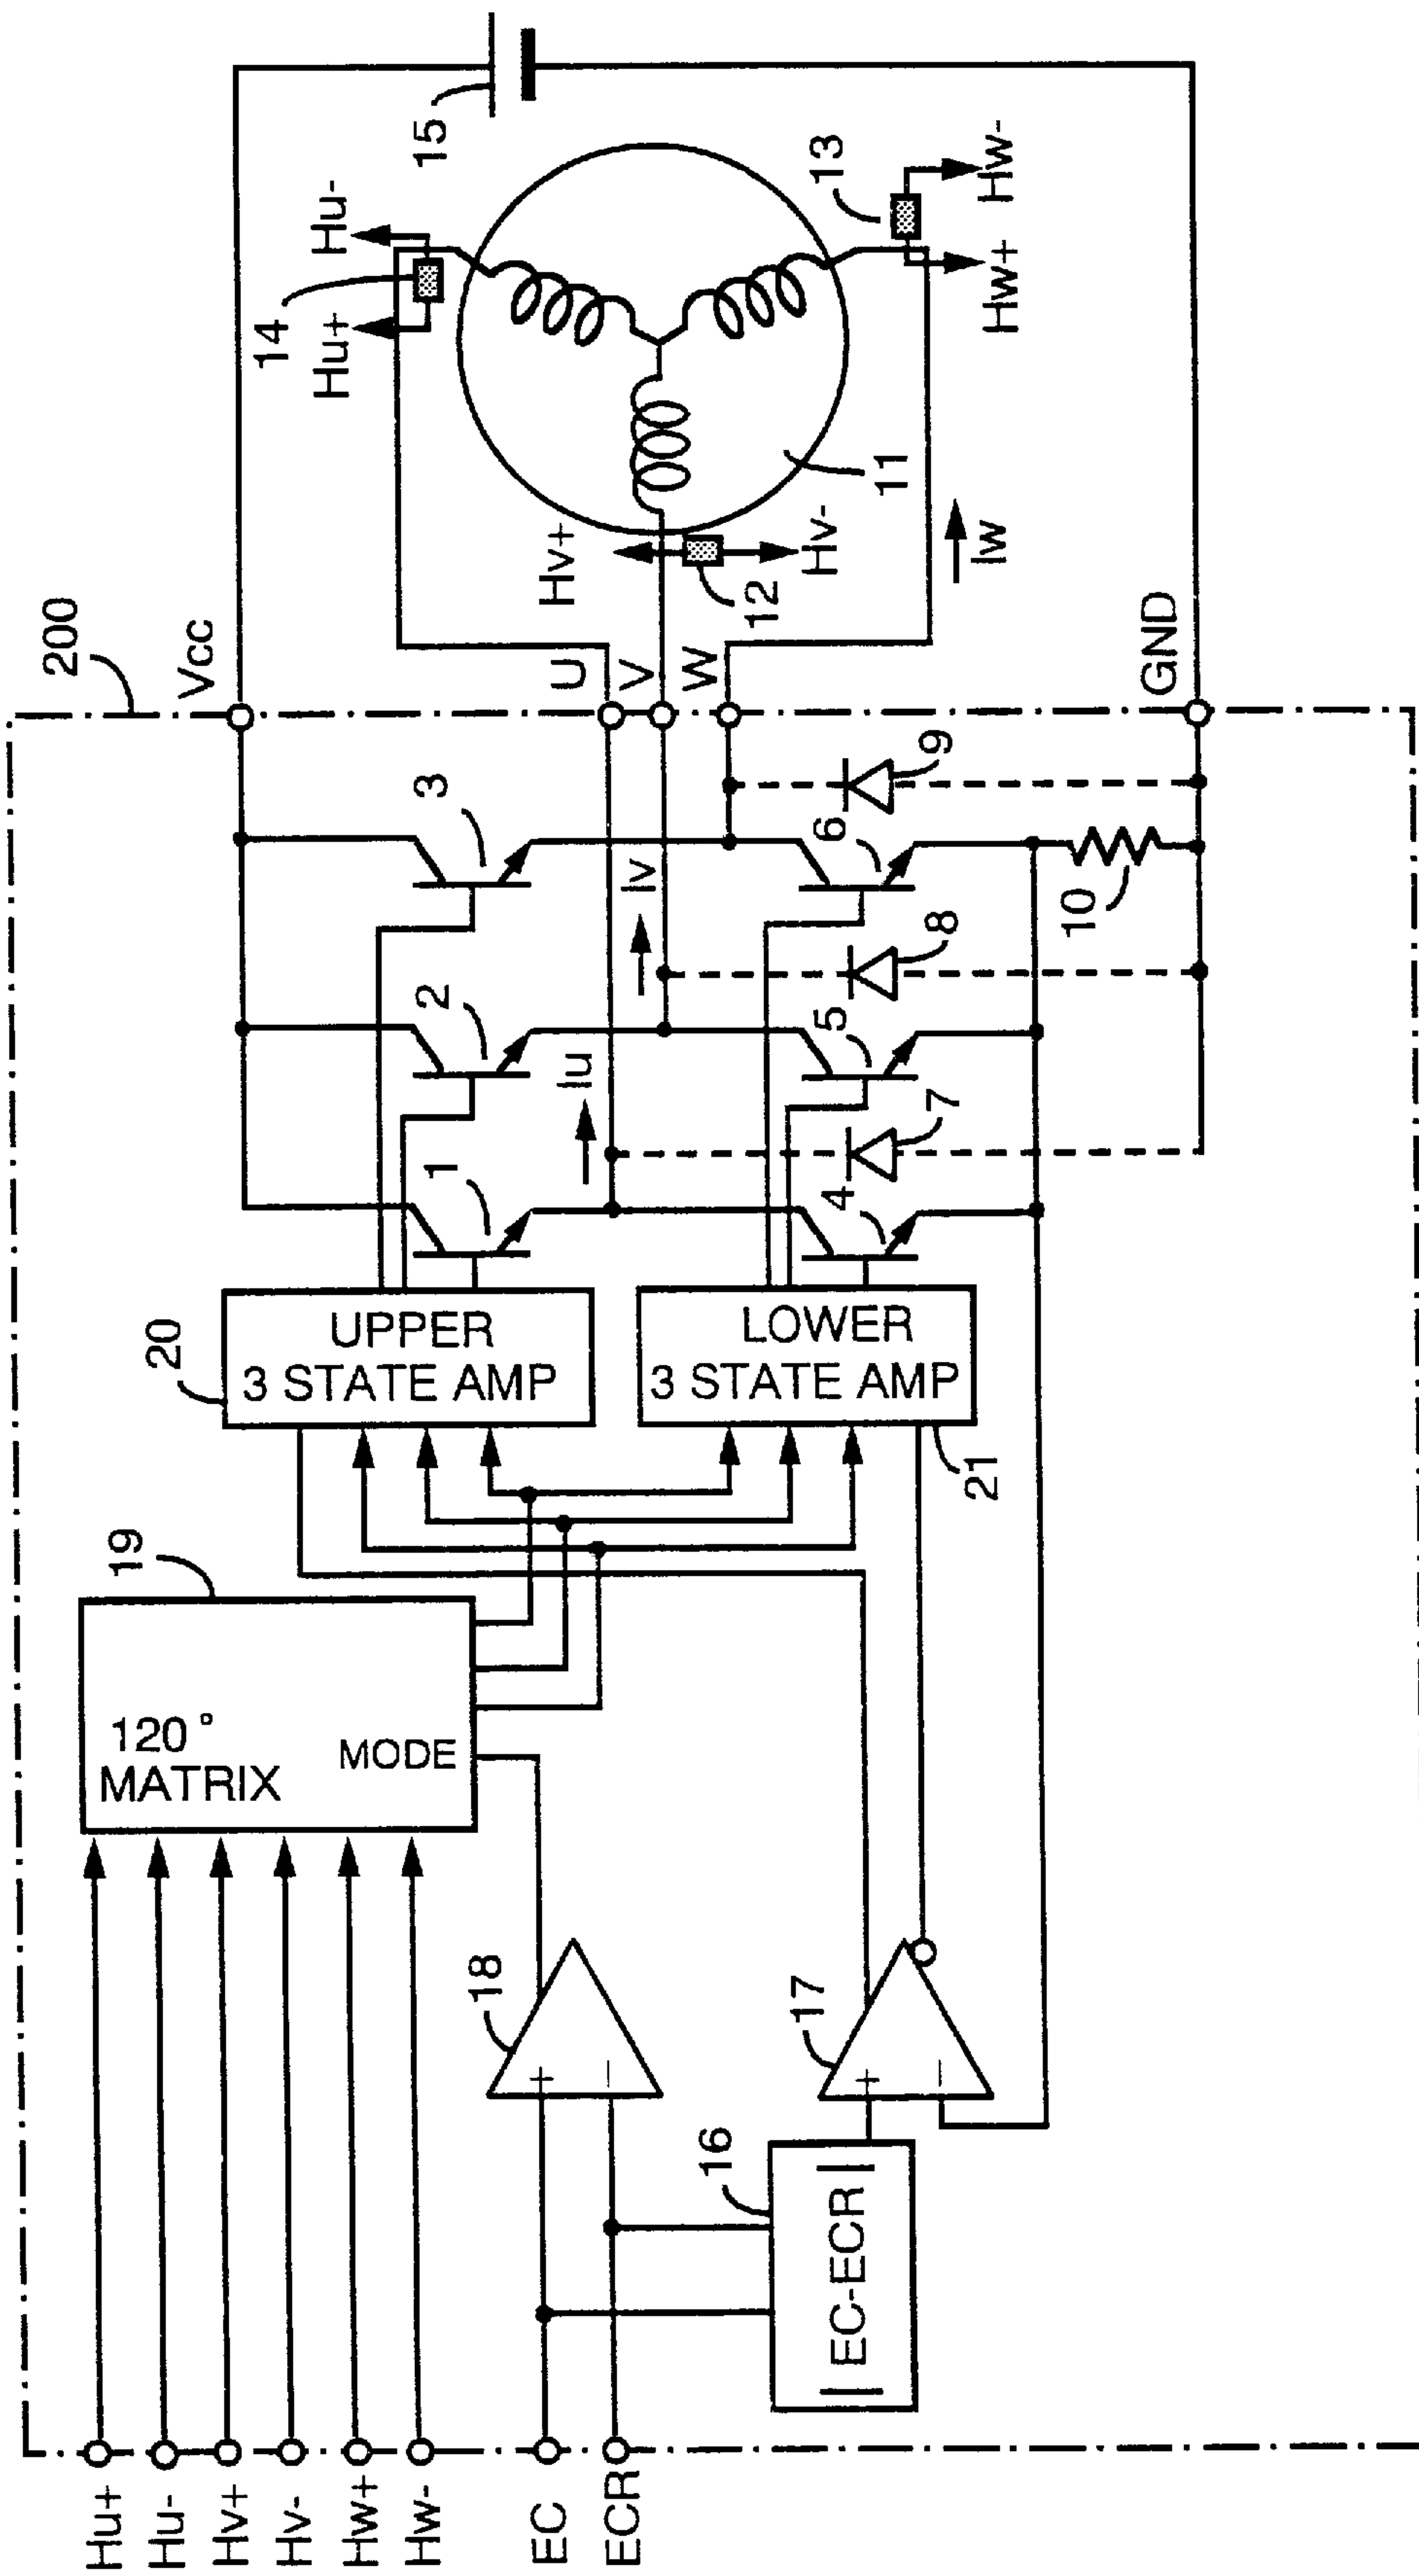 200
Vcc
15
Hu-
14
Hu+
13
Hw-
Hw+
11
Hv+
12
Hv-
Iw
U
V
W
GND
3
2
1
Iu
Iv
6
5
4
9
8
7
10
20
UPPER
3 STATE AMP
LOWER
3 STATE AMP
21
19
120°
MATRIX
MODE
18
+
−
17
+
−
16
|EC-ECR|
Hu+
Hu-
Hv+
Hv-
Hw+
Hw-
EC
ECR